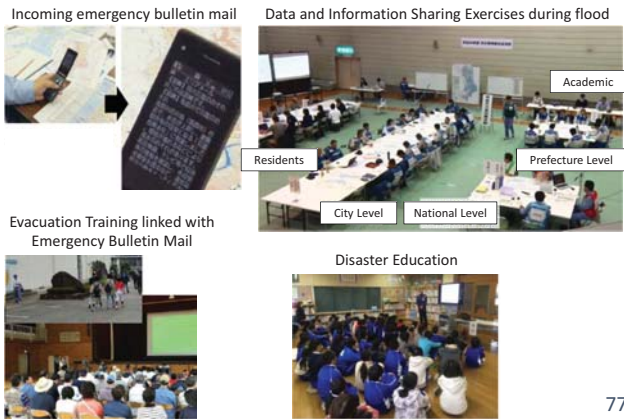 Incoming emergency bulletin mail
Data and Information Sharing Exercises during flood
Academic
Residents
Prefecture Level
City Level
National Level
Evacuation Training linked with
Emergency Bulletin Mail
Disaster Education
77